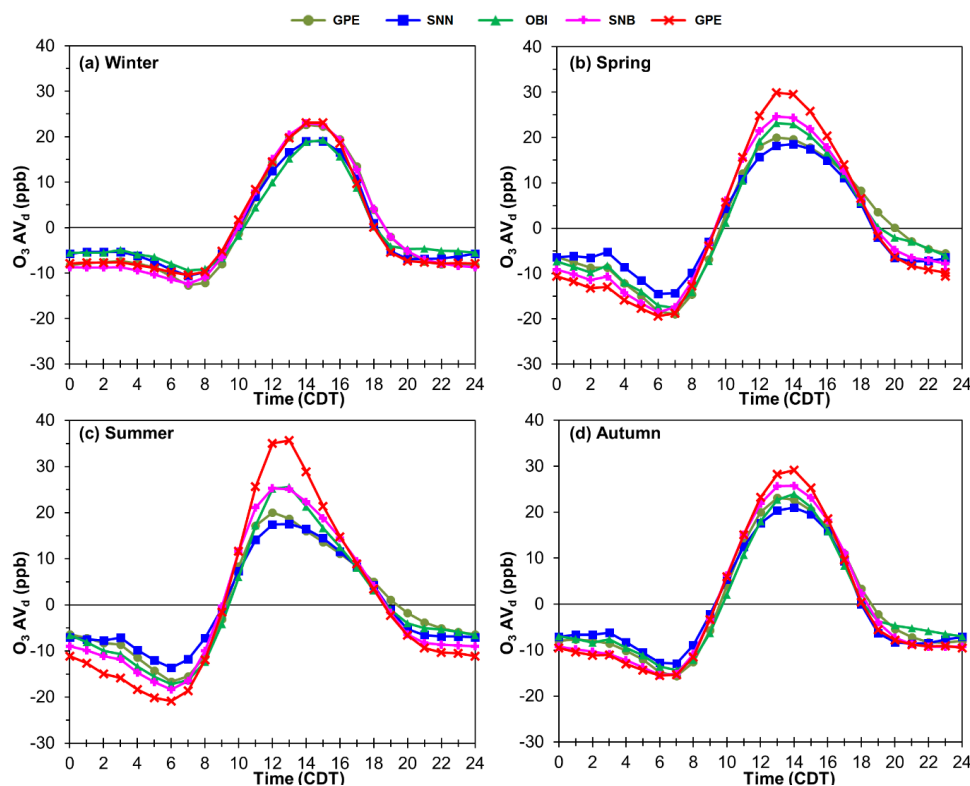 GPE SNN OBI SNB GPE
(a) Winter
40
30
20
10
0
-10
-20
-30
O3 AVd (ppb)
0 2 4 6 8 10 12 14 16 18 20 22 24
Time (CDT)
(b) Spring
40
30
20
10
0
-10
-20
-30
O3 AVd (ppb)
0 2 4 6 8 10 12 14 16 18 20 22 24
Time (CDT)
(c) Summer
40
30
20
10
0
-10
-20
-30
O3 AVd (ppb)
0 2 4 6 8 10 12 14 16 18 20 22 24
Time (CDT)
(d) Autumn
40
30
20
10
0
-10
-20
-30
O3 AVd (ppb)
0 2 4 6 8 10 12 14 16 18 20 22 24
Time (CDT)